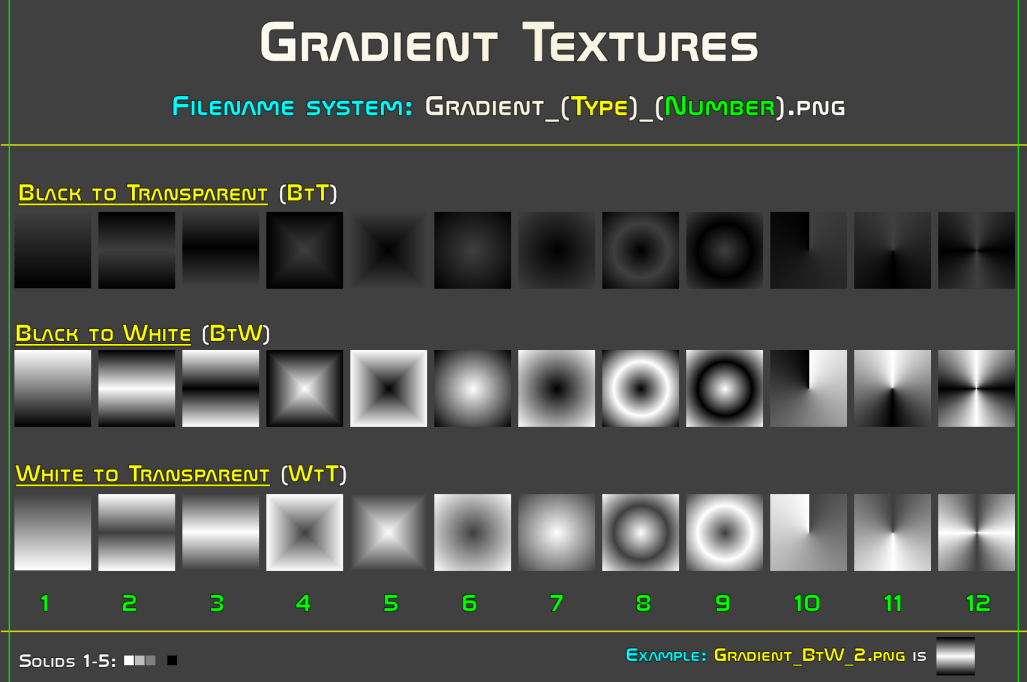 Gradient Textures
Filename system: Gradient_(Type)_(Number).png
Black to Transparent (BtT)
Black to White (BtW)
White to Transparent (WtT)
1 2 3 4 5 6 7 8 9 10 11 12
Solids 1-5:
Example: Gradient_BtW_2.png is